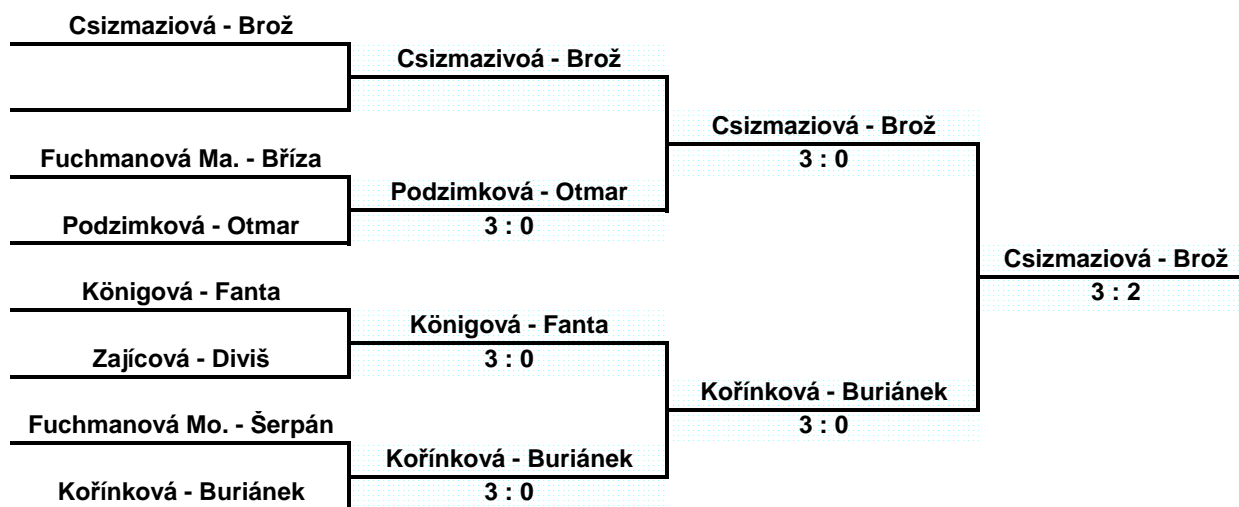 Csizmaziová - Brož
Csizmazivoá - Brož
Csizmaziová - Brož
3 : 0
Fuchmanová Ma. - Bříza
Podzimková - Otmar
3 : 0
Podzimková - Otmar
Csizmaziová - Brož
3 : 2
Königová - Fanta
Königová - Fanta
3 : 0
Zajícová - Diviš
Kořínková - Buriánek
3 : 0
Fuchmanová Mo. - Šerpán
Kořínková - Buriánek
3 : 0
Kořínková - Buriánek